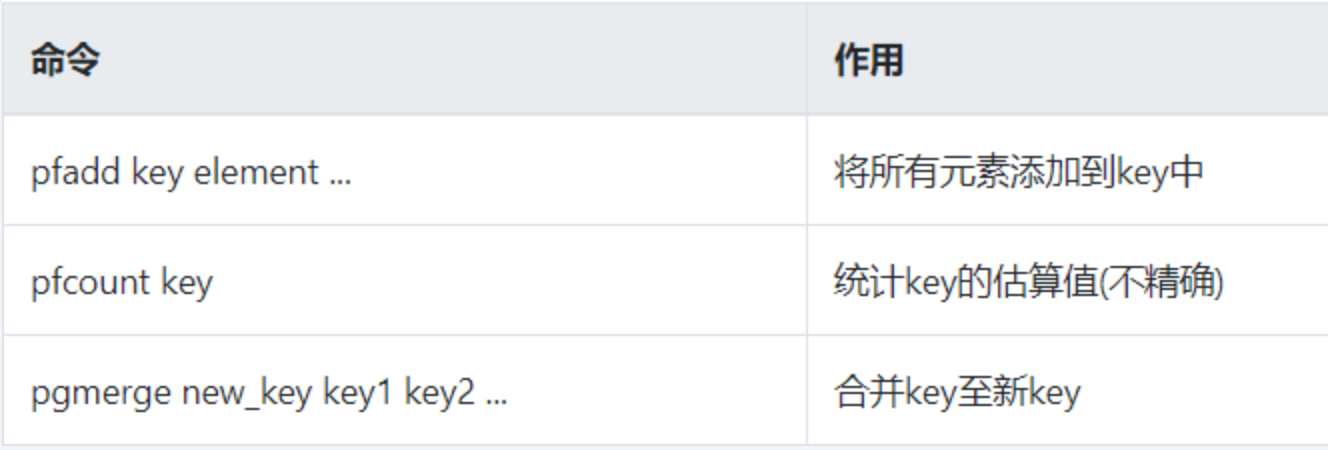 命令 作用
pfadd key element ... 将所有元素添加到key中
pfcount key 统计key的估算值(不精确)
pgmerge new_key key1 key2 ... 合并key至新key